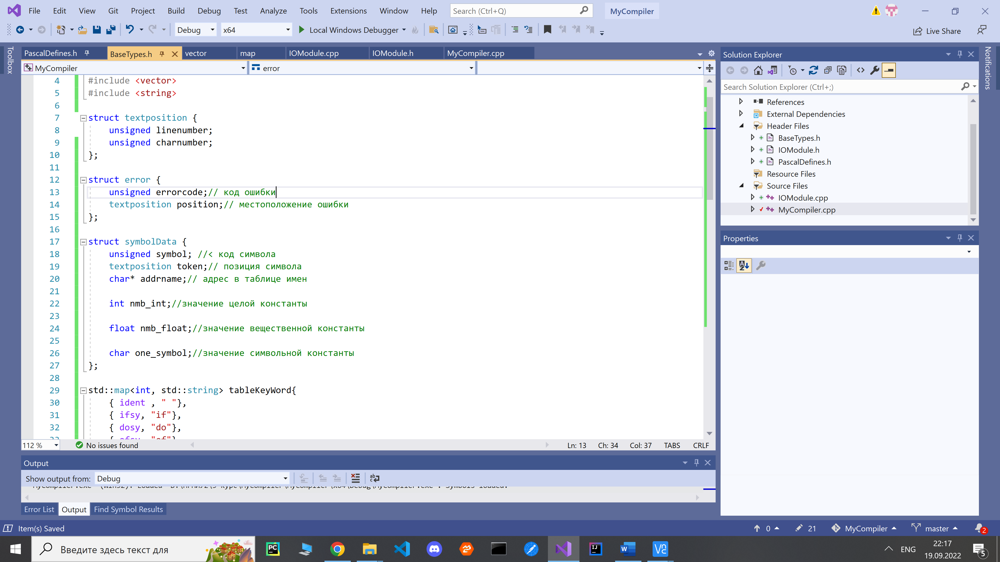 File Edit View Git Project Build Debug Test Analyze Tools Extensions Window Help Search (Ctrl+Q) MyCompiler
Debug x64 Local Windows Debugger Live Share
Toolbox
PascalDefines.h BaseTypes.h vector map IOModule.cpp IOModule.h MyCompiler.cpp
MyCompiler error
4 #include <vector>
5 #include <string>
6
7 struct textposition {
8 unsigned linenumber;
9 unsigned charnumber;
10 };
11
12 struct error {
13 unsigned errorcode;// код ошибки
14 textposition position;// местоположение ошибки
15 };
16
17 struct symbolData {
18 unsigned symbol; //< код символа
19 textposition token;// позиция символа
20 char* addrname;// адрес в таблице имен
21
22 int nmb_int;//значение целой константы
23
24 float nmb_float;//значение вещественной константы
25
26 char one_symbol;//значение символьной константы
27 };
28
29 std::map<int, std::string> tableKeyWord{
30 { ident , " "},
31 { ifsy, "if"},
32 { dosy, "do"},
33 { ofsy, "of"},
112 % No issues found Ln: 13 Ch: 34 Col: 37 TABS CRLF
Output
Show output from: Debug
Error List Output Find Symbol Results
Solution Explorer
Search Solution Explorer (Ctrl+;)
References
External Dependencies
Header Files
BaseTypes.h
IOModule.h
PascalDefines.h
Resource Files
Source Files
IOModule.cpp
MyCompiler.cpp
Properties
Notifications
Item(s) Saved 0 21 MyCompiler master 2
Введите здесь текст для
ENG 22:17
19.09.2022
5